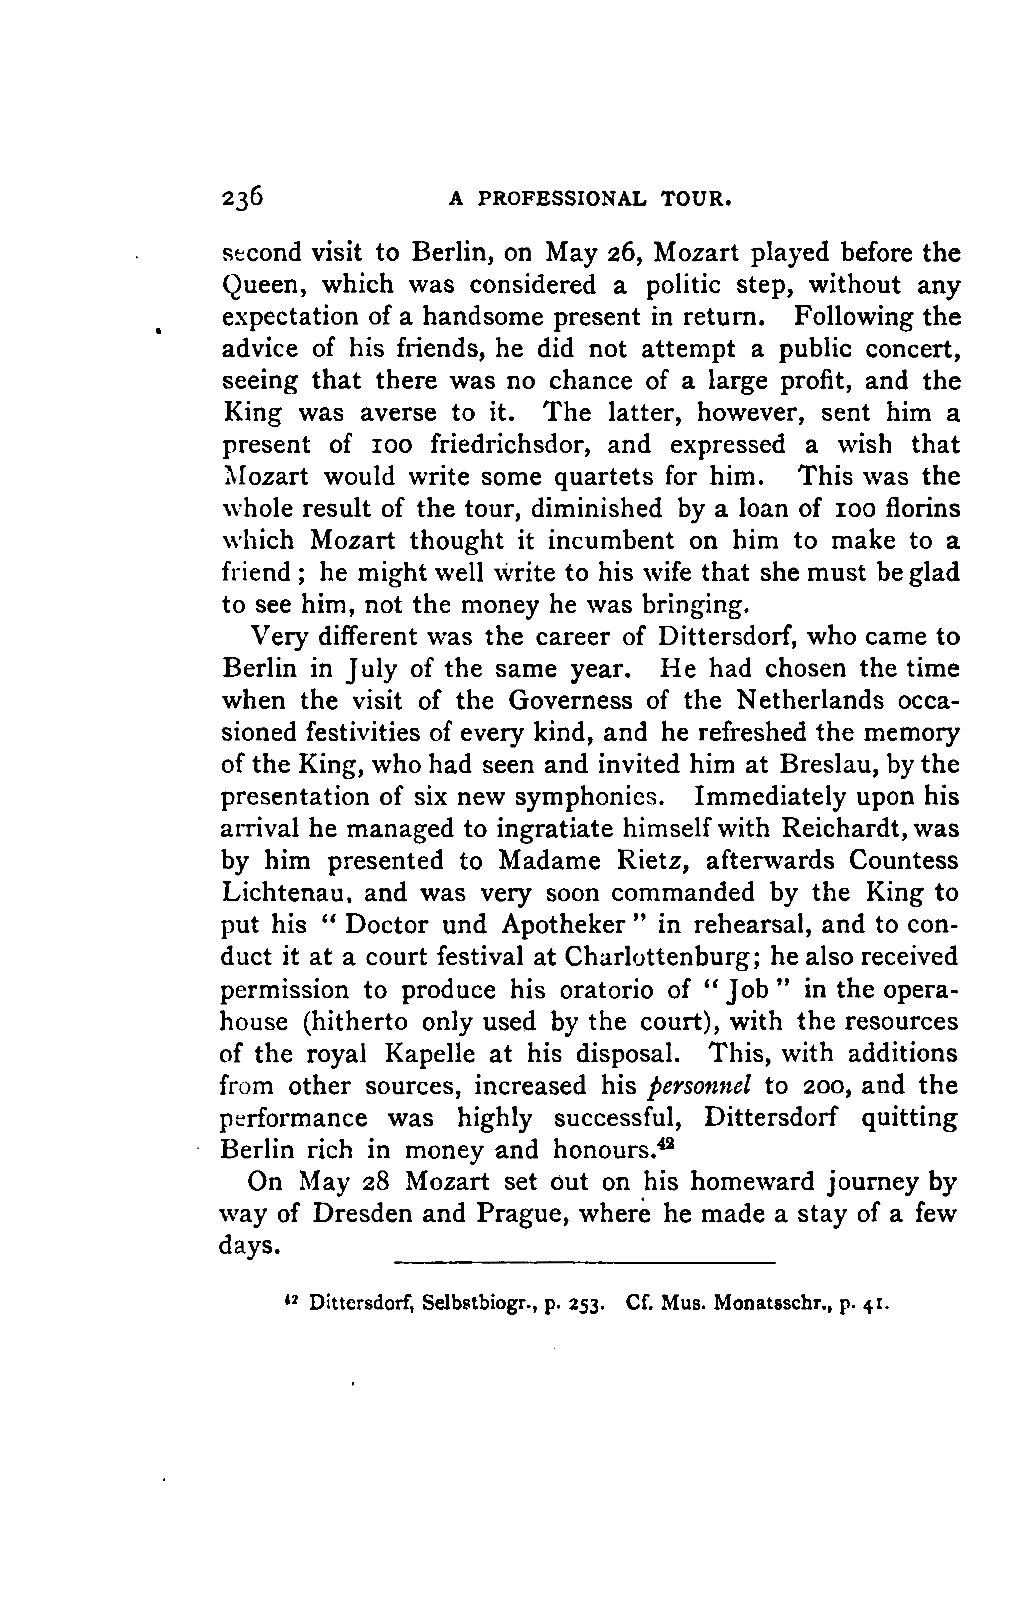 236 A PROFESSIONAL TOUR.
second visit to Berlin, on May 26, Mozart played before the
Queen, which was considered a politic step, without any
expectation of a handsome present in return. Following the
advice of his friends, he did not attempt a public concert,
seeing that there was no chance of a large profit, and the
King was averse to it. The latter, however, sent him a
present of 100 friedrichsdor, and expressed a wish that
Mozart would write some quartets for him. This was the
whole result of the tour, diminished by a loan of 100 florins
which Mozart thought it incumbent on him to make to a
friend; he might well write to his wife that she must be glad
to see him, not the money he was bringing.
Very different was the career of Dittersdorf, who came to
Berlin in July of the same year. He had chosen the time
when the visit of the Governess of the Netherlands occa-
sioned festivities of every kind, and he refreshed the memory
of the King, who had seen and invited him at Breslau, by the
presentation of six new symphonies. Immediately upon his
arrival he managed to ingratiate himself with Reichardt, was
by him presented to Madame Rietz, afterwards Countess
Lichtenau, and was very soon commanded by the King to
put his “ Doctor und Apotheker ” in rehearsal, and to con-
duct it at a court festival at Charlottenburg; he also received
permission to produce his oratorio of “ Job ” in the opera-
house (hitherto only used by the court), with the resources
of the royal Kapelle at his disposal. This, with additions
from other sources, increased his personnel to 200, and the
performance was highly successful, Dittersdorf quitting
Berlin rich in money and honours.⁴²
On May 28 Mozart set out on his homeward journey by
way of Dresden and Prague, where he made a stay of a few
days.
⁴² Dittersdorf, Selbstbiogr., p. 253. Cf. Mus. Monatsschr., p. 41.